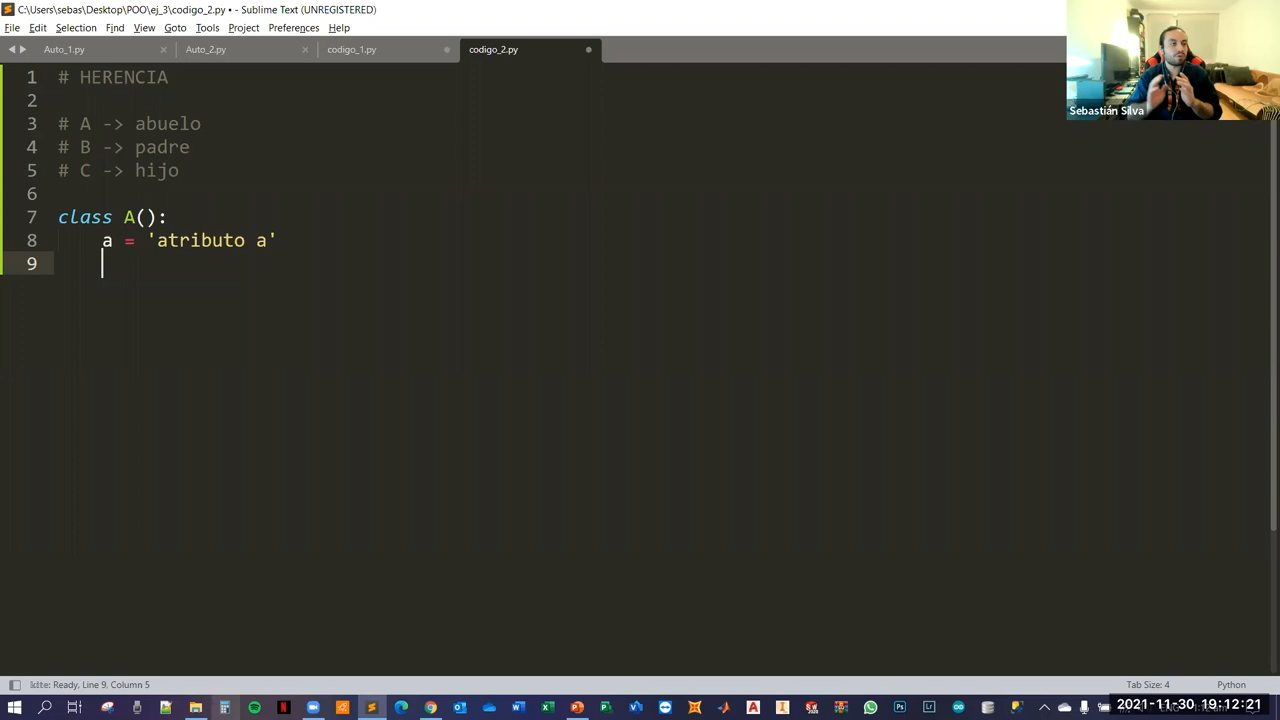 C:\Users\sebas\Desktop\POO\ej_3\codigo_2.py • - Sublime Text (UNREGISTERED)
File Edit Selection Find View Goto Tools Project Preferences Help
Auto_1.py Auto_2.py codigo_1.py codigo_2.py
Sebastián Silva
1 # HERENCIA
2
3 # A -> abuelo
4 # B -> padre
5 # C -> hijo
6
7 class A():
8 a = 'atributo a'
9
Ready, Line 9, Column 5
Tab Size: 4
Python
2021-11-30 19:12:21